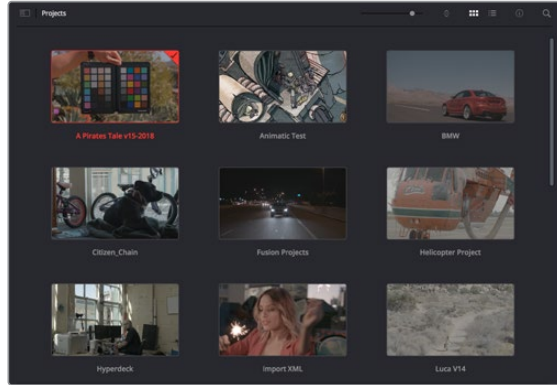 Projects
A Pirates Tale v15-2018
Animatic Test
BMW
Citizen_Chain
Fusion Projects
Helicopter Project
Hyperdeck
Import XML
Luca V14